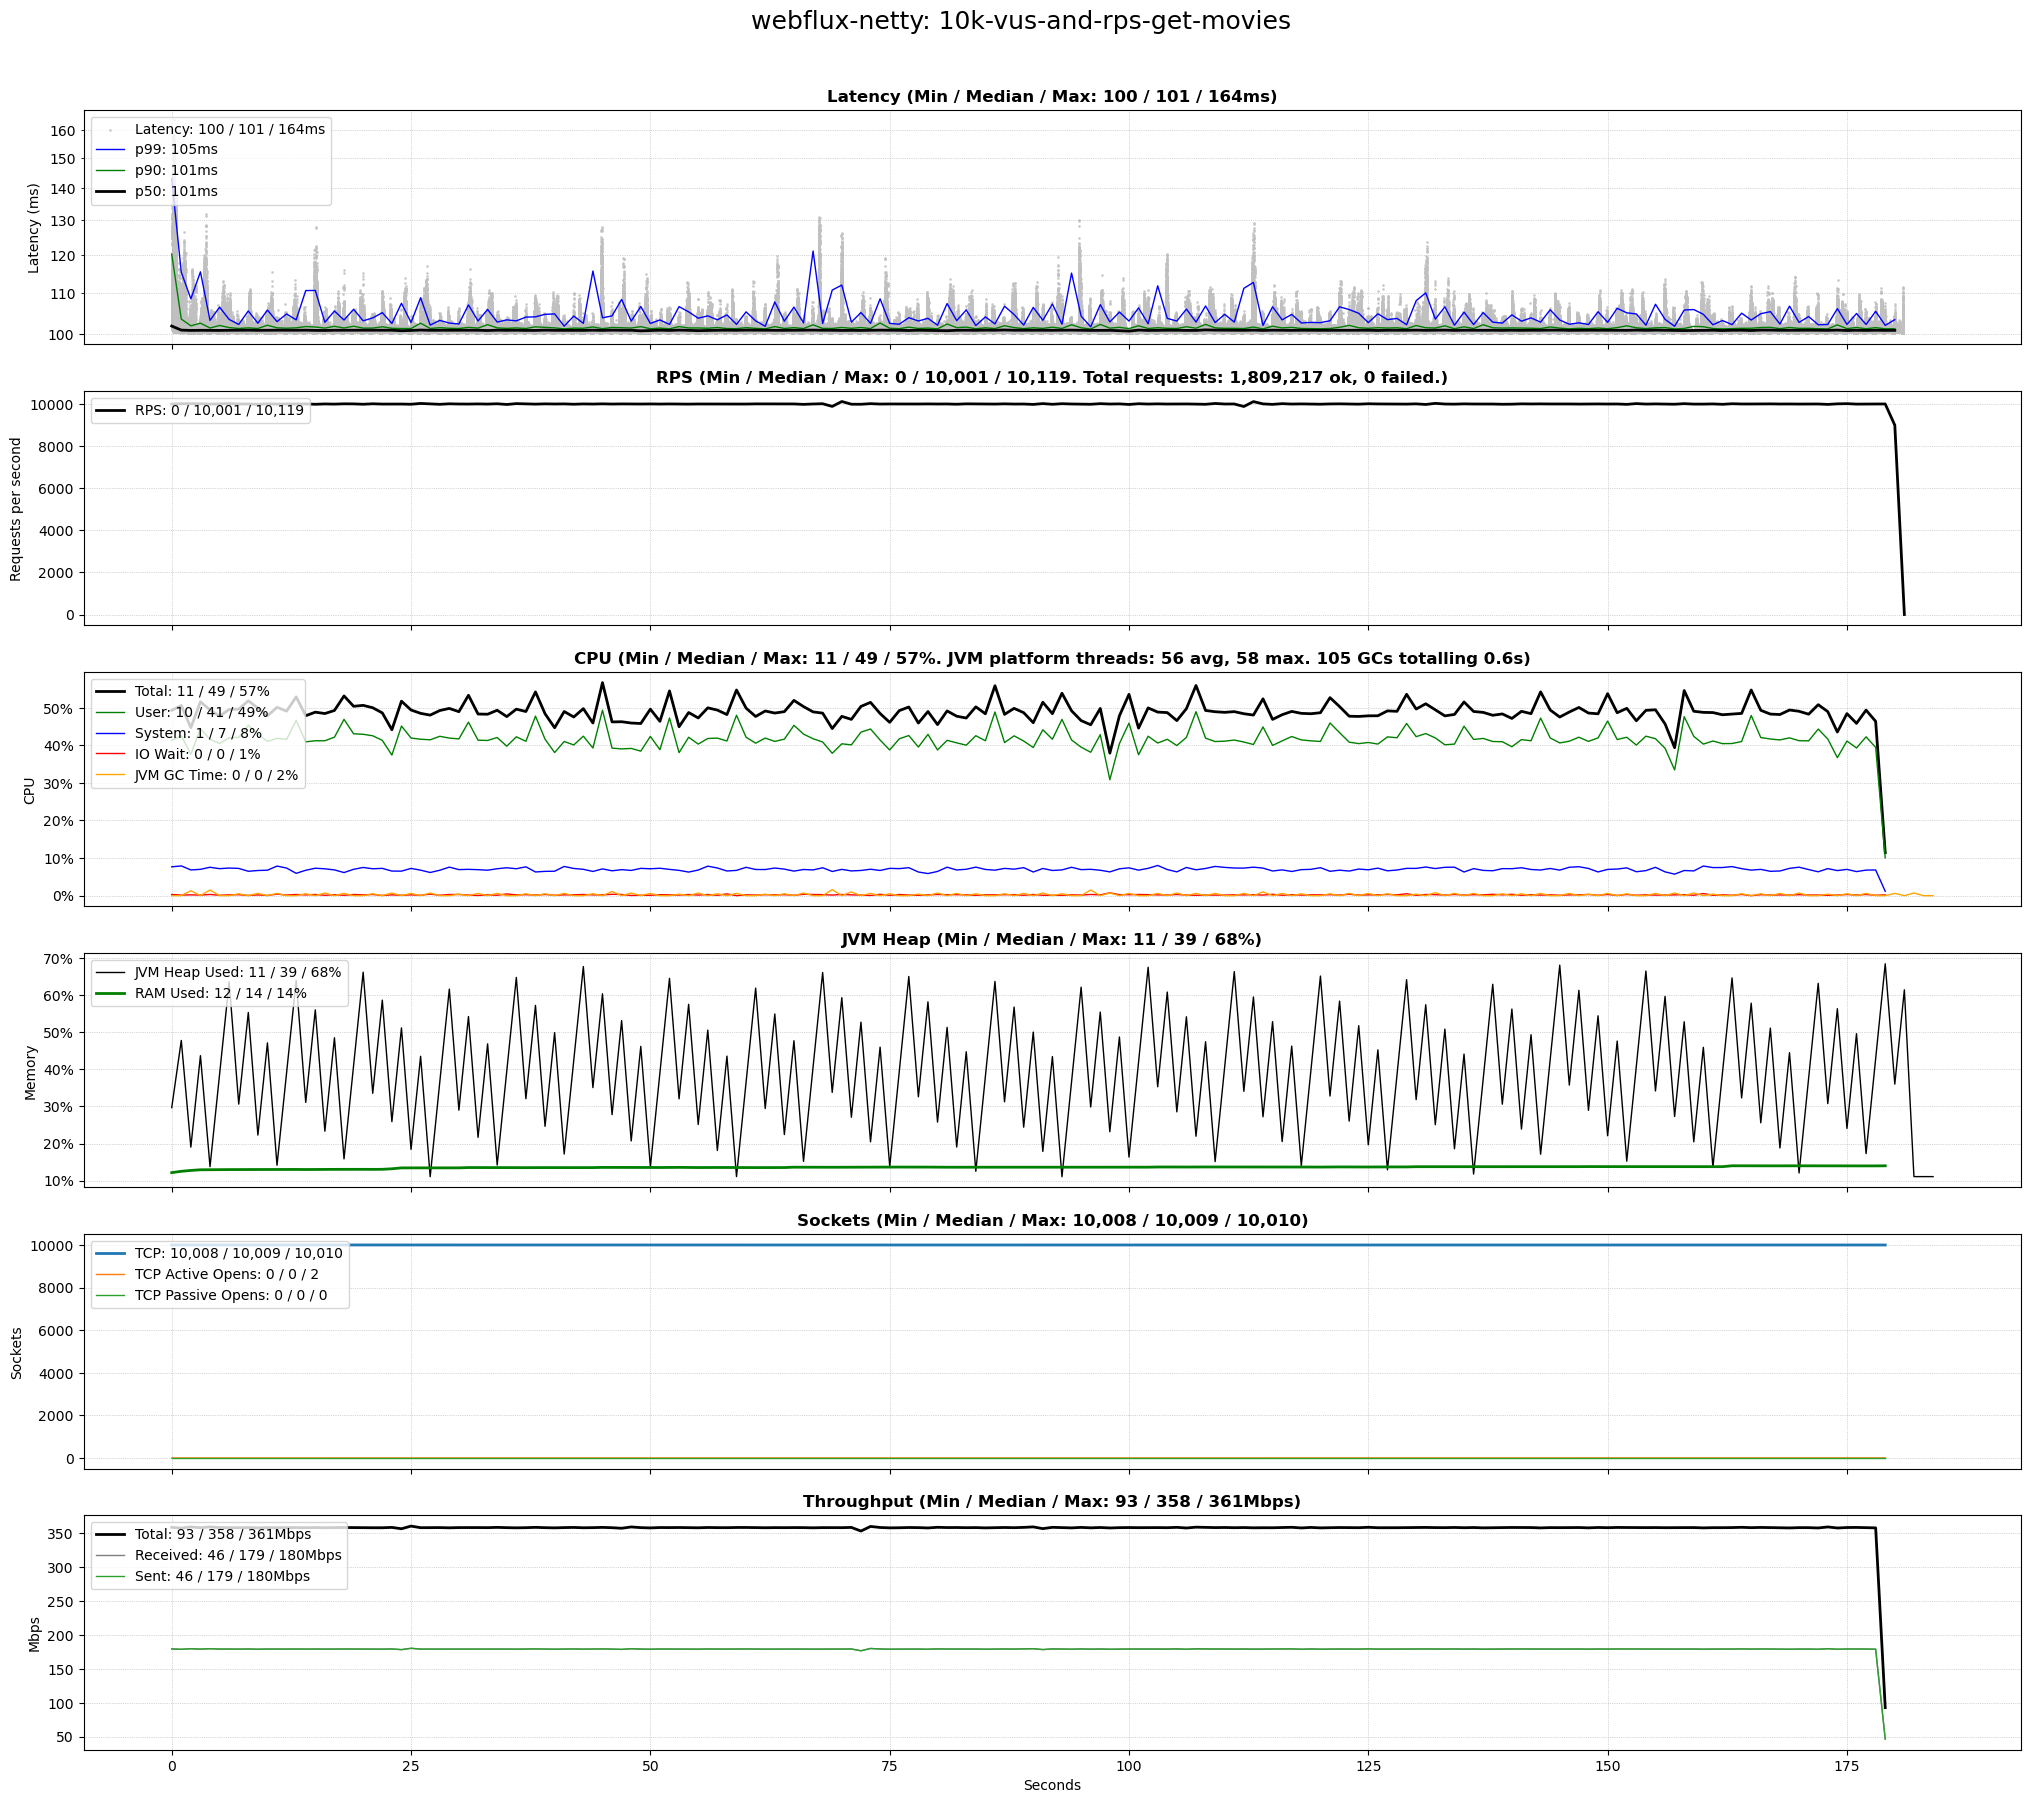 webflux-netty: 10k-vus-and-rps-get-movies
Latency (Min / Median / Max: 100 / 101 / 164ms)
Latency (ms)
160
150
140
130
120
110
100
Latency: 100 / 101 / 164ms
p99: 105ms
p90: 101ms
p50: 101ms
RPS (Min / Median / Max: 0 / 10,001 / 10,119. Total requests: 1,809,217 ok, 0 failed.)
Requests per second
10000
8000
6000
4000
2000
0
RPS: 0 / 10,001 / 10,119
CPU (Min / Median / Max: 11 / 49 / 57%. JVM platform threads: 56 avg, 58 max. 105 GCs totalling 0.6s)
CPU
50%
40%
30%
20%
10%
0%
Total: 11 / 49 / 57%
User: 10 / 41 / 49%
System: 1 / 7 / 8%
IO Wait: 0 / 0 / 1%
JVM GC Time: 0 / 0 / 2%
JVM Heap (Min / Median / Max: 11 / 39 / 68%)
Memory
70%
60%
50%
40%
30%
20%
10%
JVM Heap Used: 11 / 39 / 68%
RAM Used: 12 / 14 / 14%
Sockets (Min / Median / Max: 10,008 / 10,009 / 10,010)
Sockets
10000
8000
6000
4000
2000
0
TCP: 10,008 / 10,009 / 10,010
TCP Active Opens: 0 / 0 / 2
TCP Passive Opens: 0 / 0 / 0
Throughput (Min / Median / Max: 93 / 358 / 361Mbps)
Mbps
350
300
250
200
150
100
50
Total: 93 / 358 / 361Mbps
Received: 46 / 179 / 180Mbps
Sent: 46 / 179 / 180Mbps
0 25 50 75 100 125 150 175
Seconds